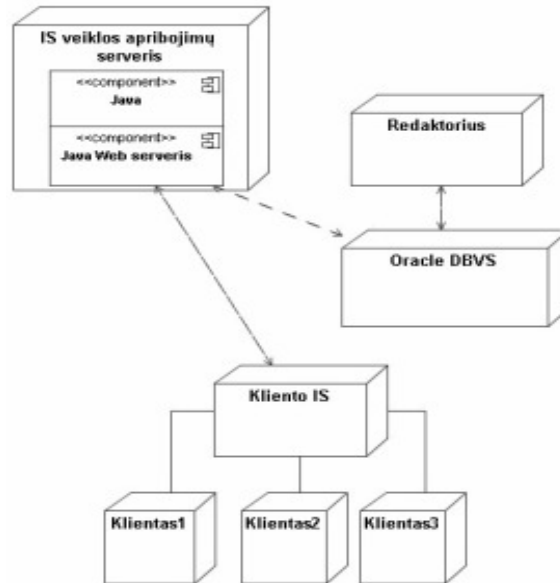 IS veiklos apribojimų
serveris
<<component>>
Java
<<component>>
Java Web serveris
Redaktorius
Oracle DBVS
Kliento IS
Klientas1
Klientas2
Klientas3